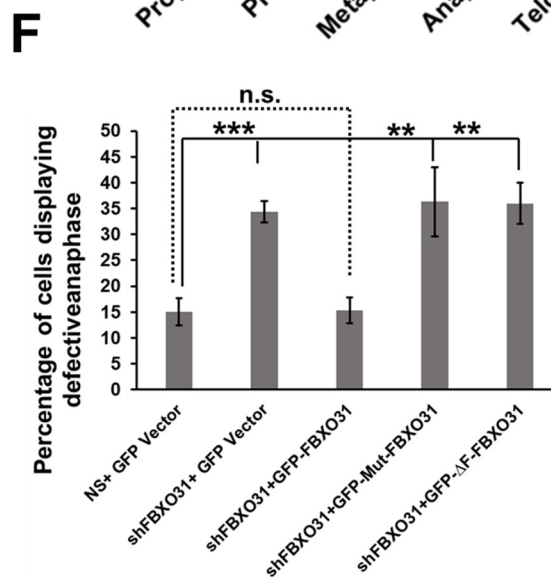 F
n.s.
*** ** **
Percentage of cells displaying
defectiveanaphase
50
45
40
35
30
25
20
15
10
5
0
NS+ GFP Vector
shFBXO31+ GFP Vector
shFBXO31+GFP-FBXO31
shFBXO31+GFP-Mut-FBXO31
shFBXO31+GFP-ΔF-FBXO31